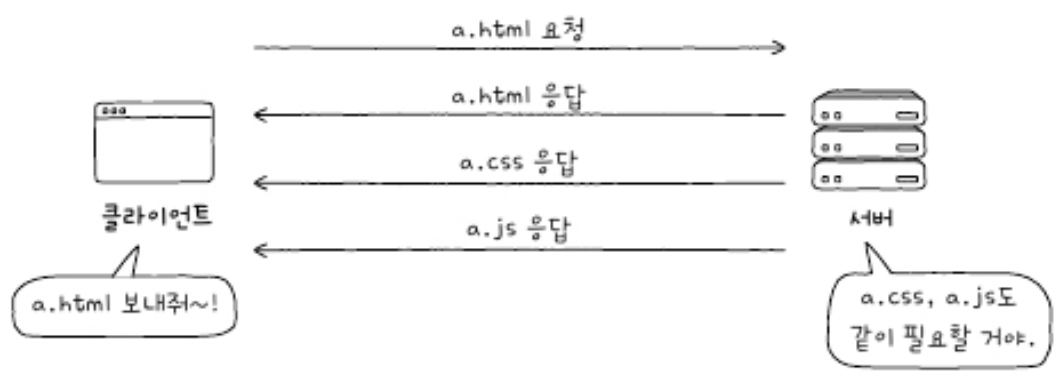 a.html 요청
a.html 응답
a.css 응답
a.js 응답
클라이언트
서버
a.html 보내줘~!
a.css, a.js도
같이 필요할 거야.